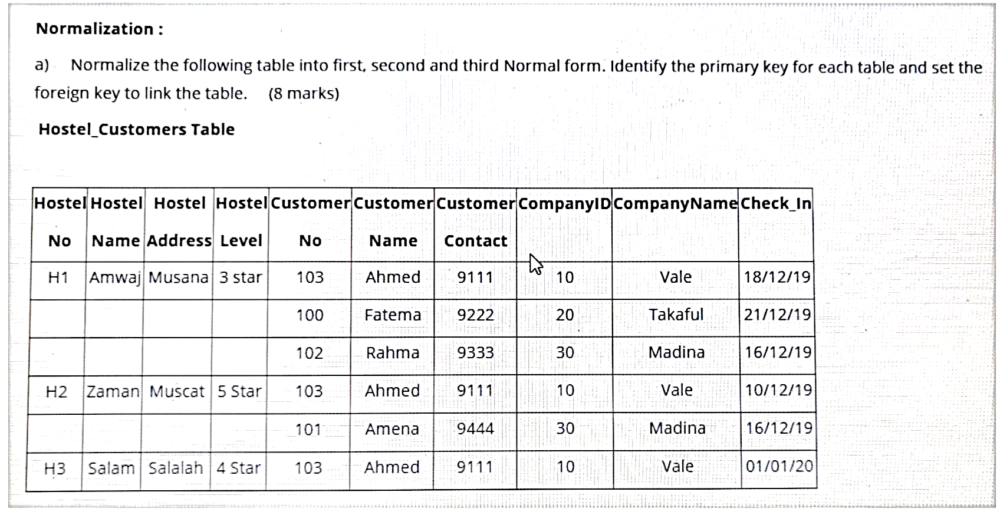 Normalization :
a) Normalize the following table into first, second and third Normal form. Identify the primary key for each table and set the
foreign key to link the table. (8 marks)
Hostel_Customers Table
Hostel Hostel Hostel Hostel Customer Customer Customer CompanyID CompanyName Check_In
No Name Address Level No Name Contact
H1 Amwaj Musana 3 star 103 Ahmed 9111 10 Vale 18/12/19
100 Fatema 9222 20 Takaful 21/12/19
102 Rahma 9333 30 Madina 16/12/19
H2 Zaman Muscat 5 Star 103 Ahmed 9111 10 Vale 10/12/19
101 Amena 9444 30 Madina 16/12/19
H3 Salam Salalah 4 Star 103 Ahmed 9111 10 Vale 01/01/20